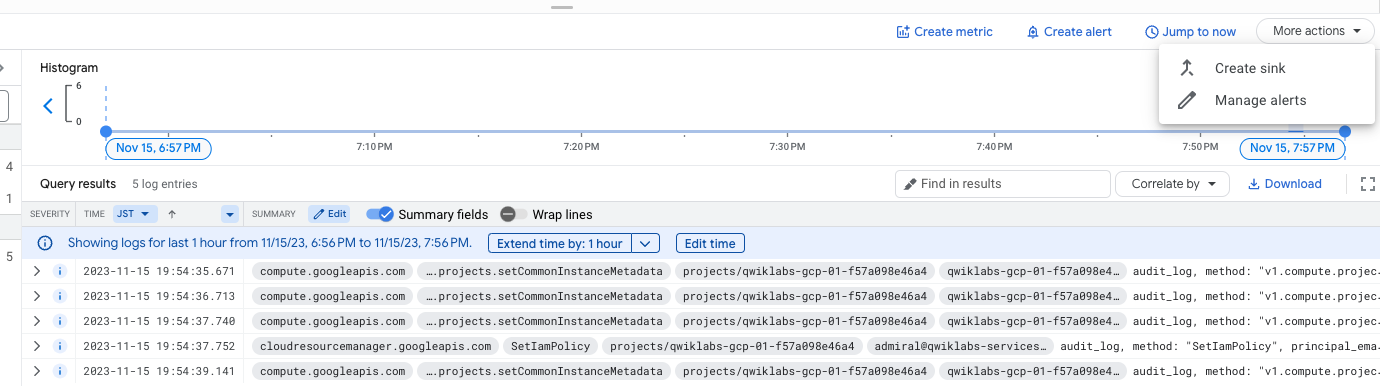 Create metric Create alert Jump to now More actions
Create sink
Manage alerts
Histogram
6
0
Nov 15, 6:57 PM 7:10 PM 7:20 PM 7:30 PM 7:40 PM 7:50 PM Nov 15, 7:57 PM
4
1
5
Query results 5 log entries Find in results Correlate by Download
SEVERITY TIME JST SUMMARY Edit Summary fields Wrap lines
Showing logs for last 1 hour from 11/15/23, 6:56 PM to 11/15/23, 7:56 PM. Extend time by: 1 hour Edit time
2023-11-15 19:54:35.671 compute.googleapis.com ….projects.setCommonInstanceMetadata projects/qwiklabs-gcp-01-f57a098e46a4 qwiklabs-gcp-01-f57a098e4… audit_log, method: "v1.compute.projec…
2023-11-15 19:54:36.713 compute.googleapis.com ….projects.setCommonInstanceMetadata projects/qwiklabs-gcp-01-f57a098e46a4 qwiklabs-gcp-01-f57a098e4… audit_log, method: "v1.compute.projec…
2023-11-15 19:54:37.740 compute.googleapis.com ….projects.setCommonInstanceMetadata projects/qwiklabs-gcp-01-f57a098e46a4 qwiklabs-gcp-01-f57a098e4… audit_log, method: "v1.compute.projec…
2023-11-15 19:54:37.752 cloudresourcemanager.googleapis.com SetIamPolicy projects/qwiklabs-gcp-01-f57a098e46a4 admiral@qwiklabs-services… audit_log, method: "SetIamPolicy", principal_ema…
2023-11-15 19:54:39.141 compute.googleapis.com ….projects.setCommonInstanceMetadata projects/qwiklabs-gcp-01-f57a098e46a4 qwiklabs-gcp-01-f57a098e4… audit_log, method: "v1.compute.projec…